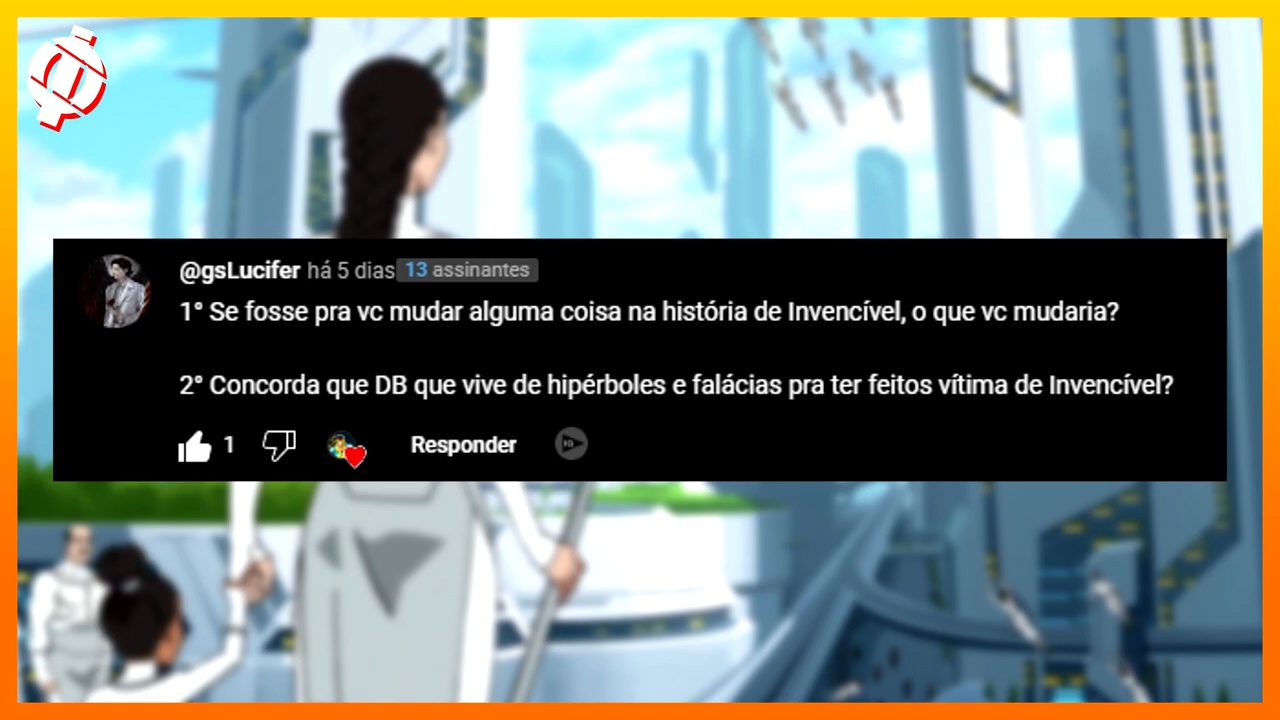 @gsLucifer há 5 dias 13 assinantes
1° Se fosse pra vc mudar alguma coisa na história de Invencível, o que vc mudaria?
2° Concorda que DB que vive de hipérboles e falácias pra ter feitos vítima de Invencível?
1 Responder